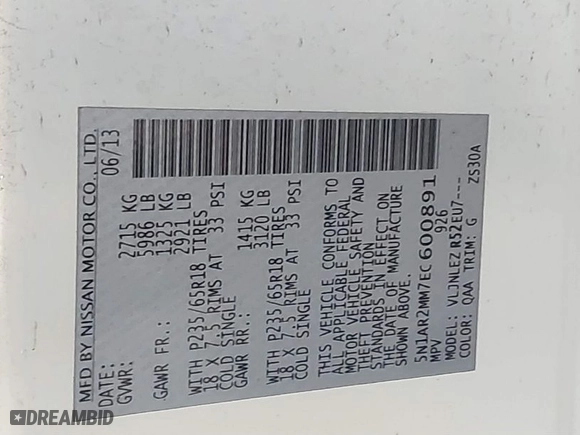 MFD BY NISSAN MOTOR CO., LTD.
DATE: 06/13
GVWR: 2715 KG
5986 LB
GAWR FR.: 1325 KG
2921 LB
WITH P235/65R18 TIRES
18 X 7.5 RIMS AT 33 PSI
COLD SINGLE
GAWR RR.: 1415 KG
3120 LB
WITH P235/65R18 TIRES
18 X 7.5 RIMS AT 33 PSI
COLD SINGLE
THIS VEHICLE CONFORMS TO
ALL APPLICABLE FEDERAL
MOTOR VEHICLE SAFETY AND
THEFT PREVENTION
STANDARDS IN EFFECT ON
THE DATE OF MANUFACTURE
SHOWN ABOVE.
5N1AR2MM7EC600891
MPV 926
MODEL: VLJNLEZ R52EU7---
COLOR: QAA TRIM: G ZS30A
DREAMBID